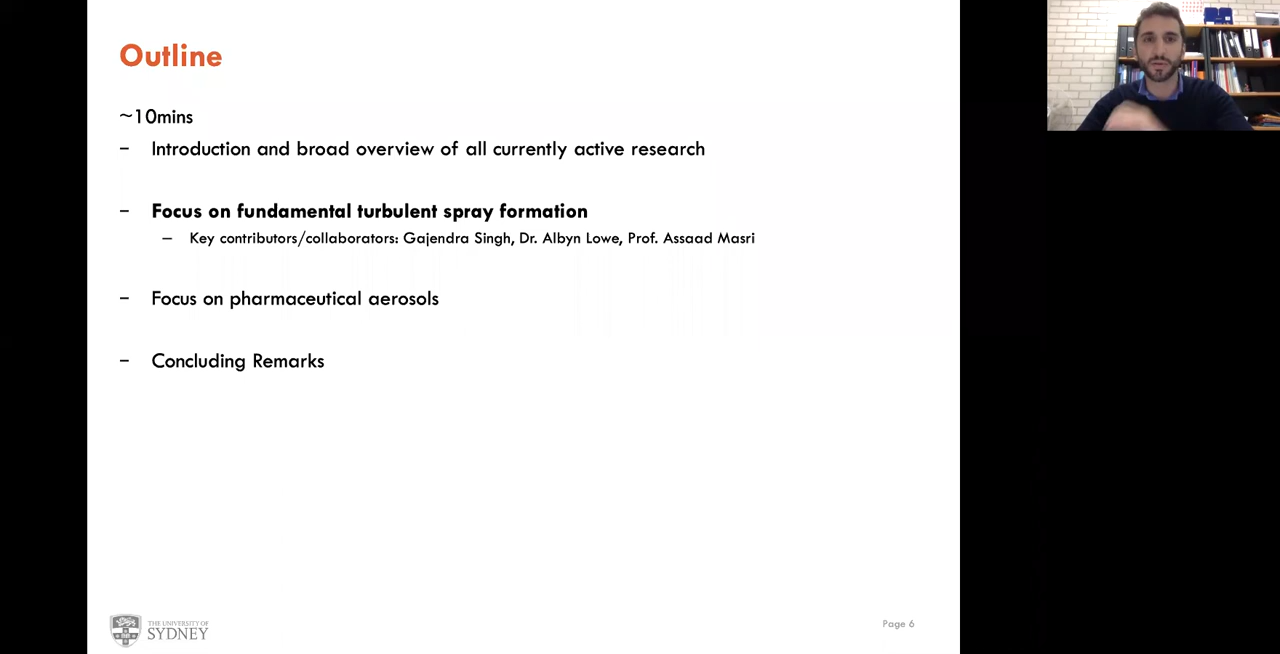 Outline
~10mins
– Introduction and broad overview of all currently active research
– Focus on fundamental turbulent spray formation
– Key contributors/collaborators: Gajendra Singh, Dr. Albyn Lowe, Prof. Assaad Masri
– Focus on pharmaceutical aerosols
– Concluding Remarks
THE UNIVERSITY OF
SYDNEY
Page 6